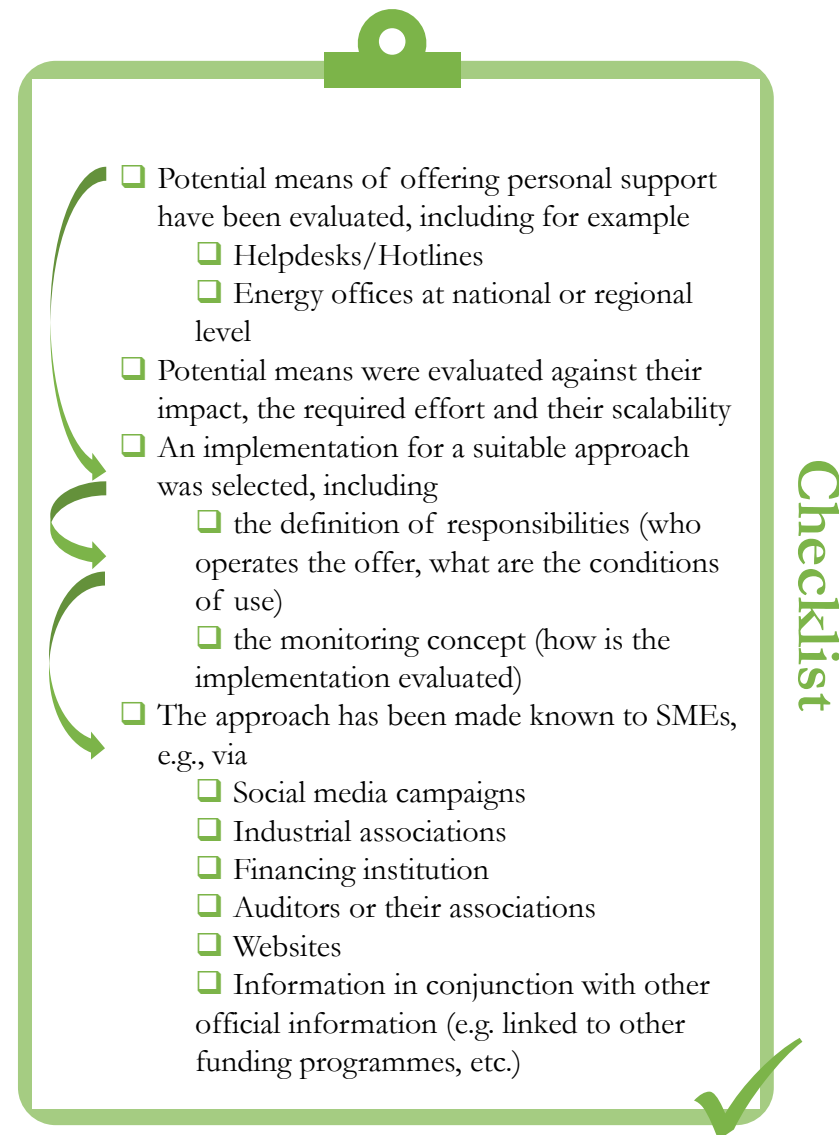 ❑ Potential means of offering personal support
have been evaluated, including for example
❑ Helpdesks/Hotlines
❑ Energy offices at national or regional
level
❑ Potential means were evaluated against their
impact, the required effort and their scalability
❑ An implementation for a suitable approach
was selected, including
❑ the definition of responsibilities (who
operates the offer, what are the conditions
of use)
❑ the monitoring concept (how is the
implementation evaluated)
❑ The approach has been made known to SMEs,
e.g., via
❑ Social media campaigns
❑ Industrial associations
❑ Financing institution
❑ Auditors or their associations
❑ Websites
❑ Information in conjunction with other
official information (e.g. linked to other
funding programmes, etc.)
Checklist